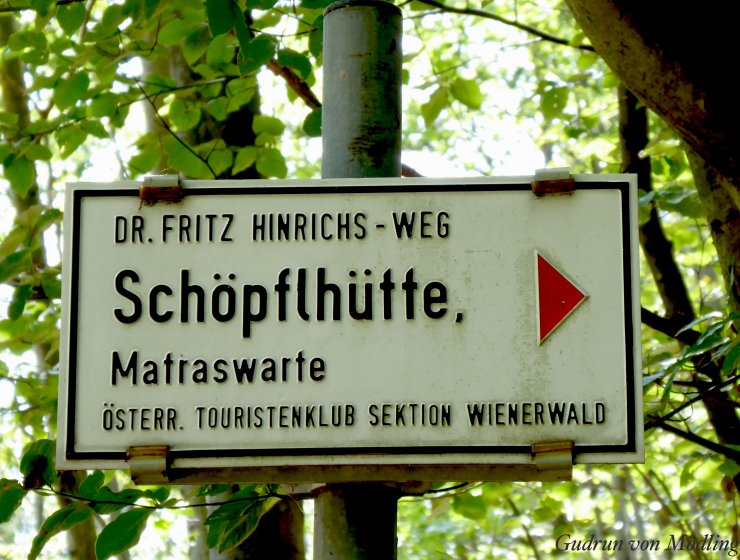 DR. FRITZ HINRICHS - WEG
Schöpflhütte,
Matraswarte
ÖSTERR. TOURISTENKLUB SEKTION WIENERWALD
Gudrun von Mödling